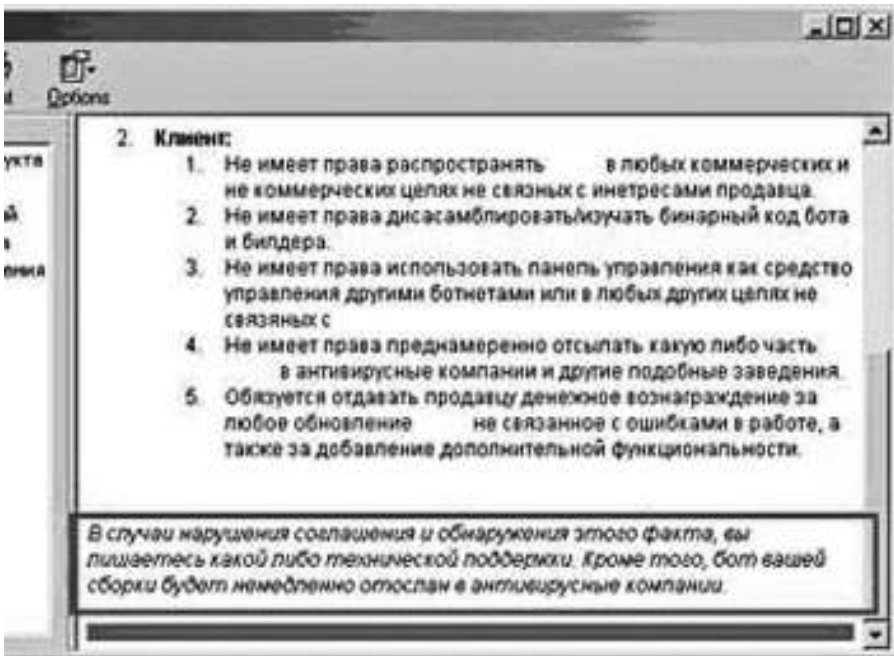 Options
укта
ения
2. Клиент:
1. Не имеет права распространять в любых коммерческих и
не коммерческих целях не связных с инетресами продавца.
2. Не имеет права дисасамблировать/изучать бинарный код бота
и билдера.
3. Не имеет права использовать панель управления как средство
управления другими ботнетами или в любых других целях не
связяных с
4. Не имеет права преднамеренно отсылать какую либо часть
в антивирусные компании и другие подобные заведения.
5. Обязуется отдавать продавцу денежное вознаграждение за
любое обновление не связанное с ошибками в работе, а
также за добавление дополнительной функциональности.
В случаи нарушения соглашения и обнаружения этого факта, вы
лишаетесь какой либо технической поддержки. Кроме того, бот вашей
сборки будет немедленно отослан в антивирусные компании.